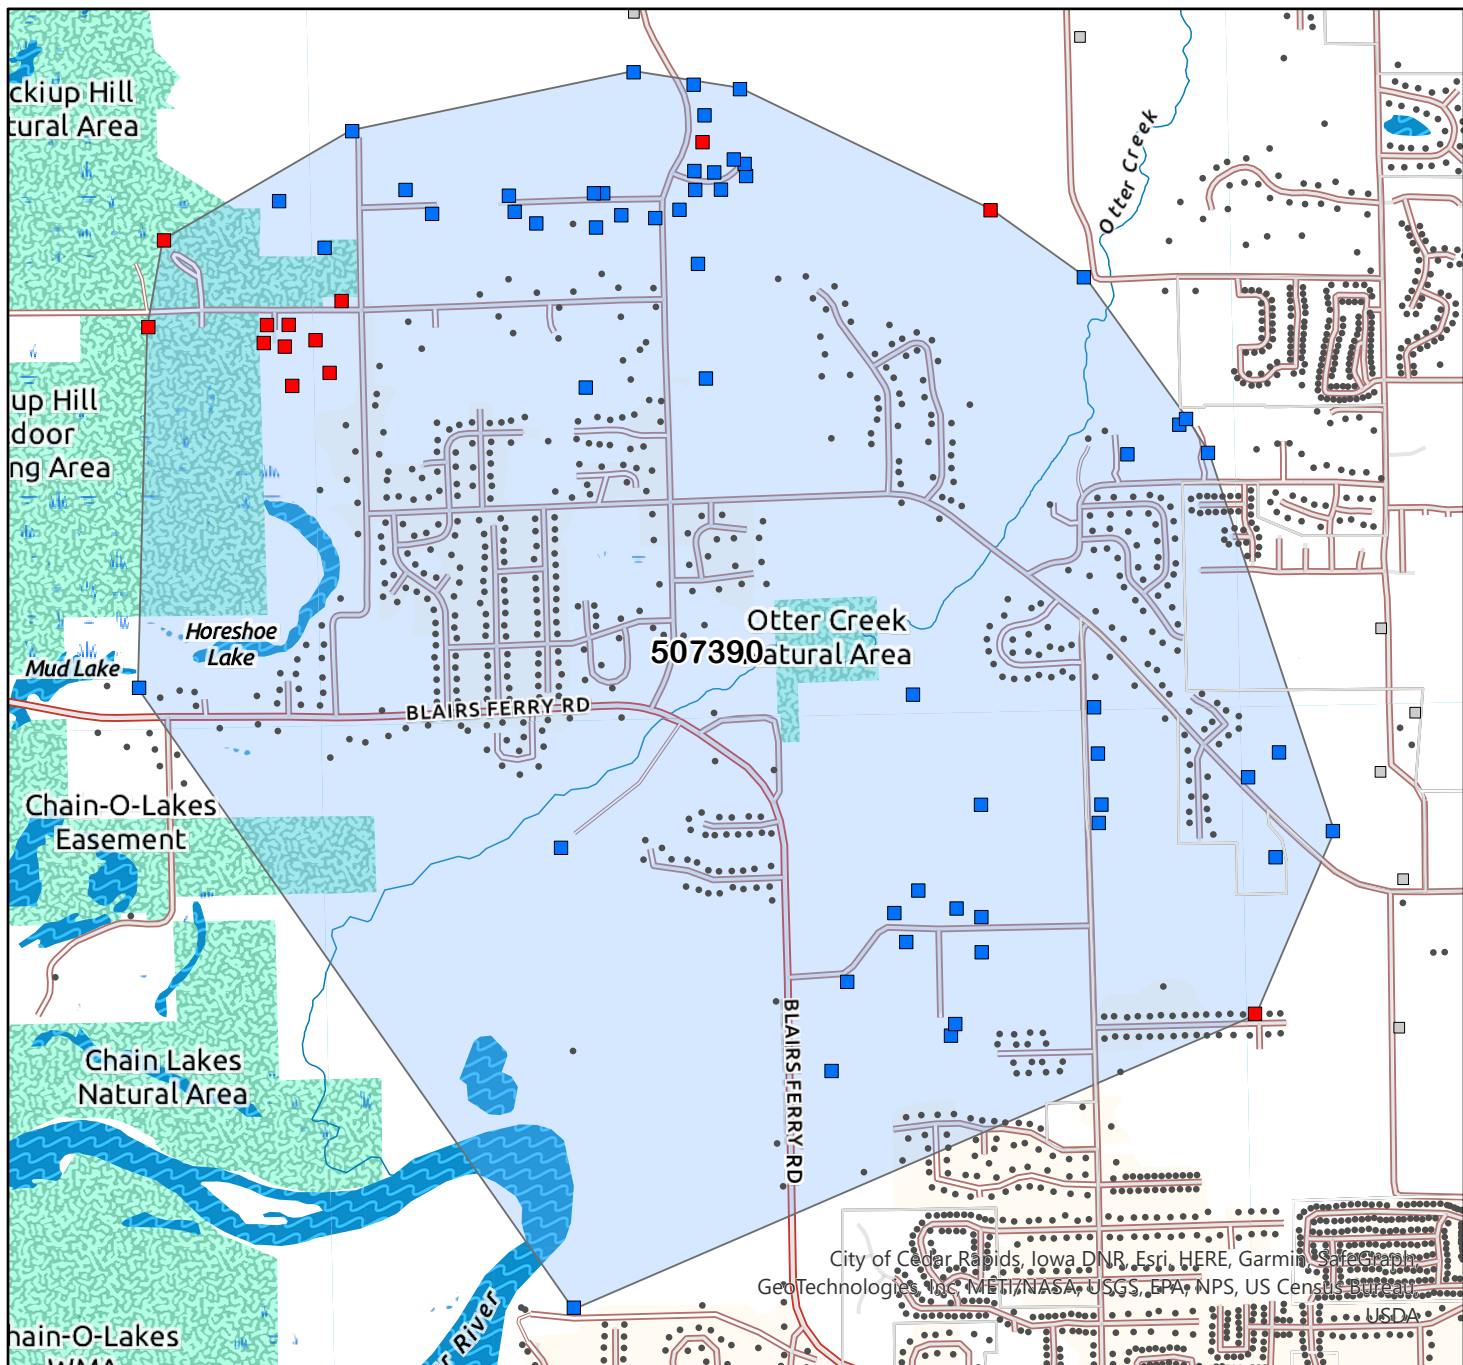 ckiup Hill
tural Area
Otter Creek
up Hill
door
ng Area
Horeshoe
Lake
Mud Lake
Otter Creek
507390
atural Area
BLAIRS FERRY RD
Chain-O-Lakes
Easement
BLAIRS FERRY RD
Chain Lakes
Natural Area
City of Cedar Rapids, Iowa DNR, Esri, HERE, Garmin, SafeGraph,
GeoTechnologies, Inc, METI/NASA, USGS, EPA, NPS, US Census Bureau,
USDA
r River
hain-O-Lakes
WMA